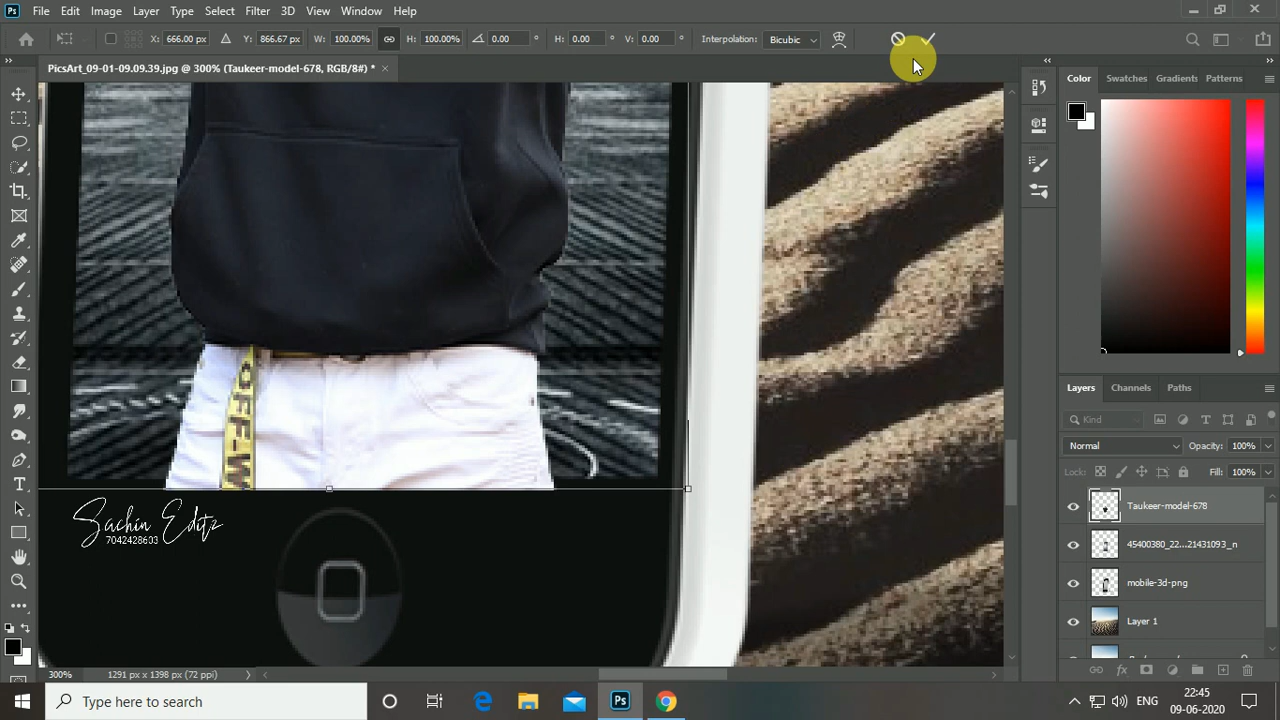 File Edit Image Layer Type Select Filter 3D View Window Help
X: 666.00 px Y: 866.67 px W: 100.00% H: 100.00% 0.00 ° H: 0.00 ° V: 0.00 ° Interpolation: Bicubic
PicsArt_09-01-09.09.39.jpg @ 300% (Taukeer-model-678, RGB/8#) *
Color Swatches Gradients Patterns
OFF-W
Sachin Editz
7042428603
Layers Channels Paths
Kind
Normal Opacity: 100%
Lock: Fill: 100%
Taukeer-model-678
45400380_22...21431093_n
mobile-3d-png
Layer 1
300% 1291 px x 1398 px (72 ppi)
Type here to search
ENG
22:45
09-06-2020